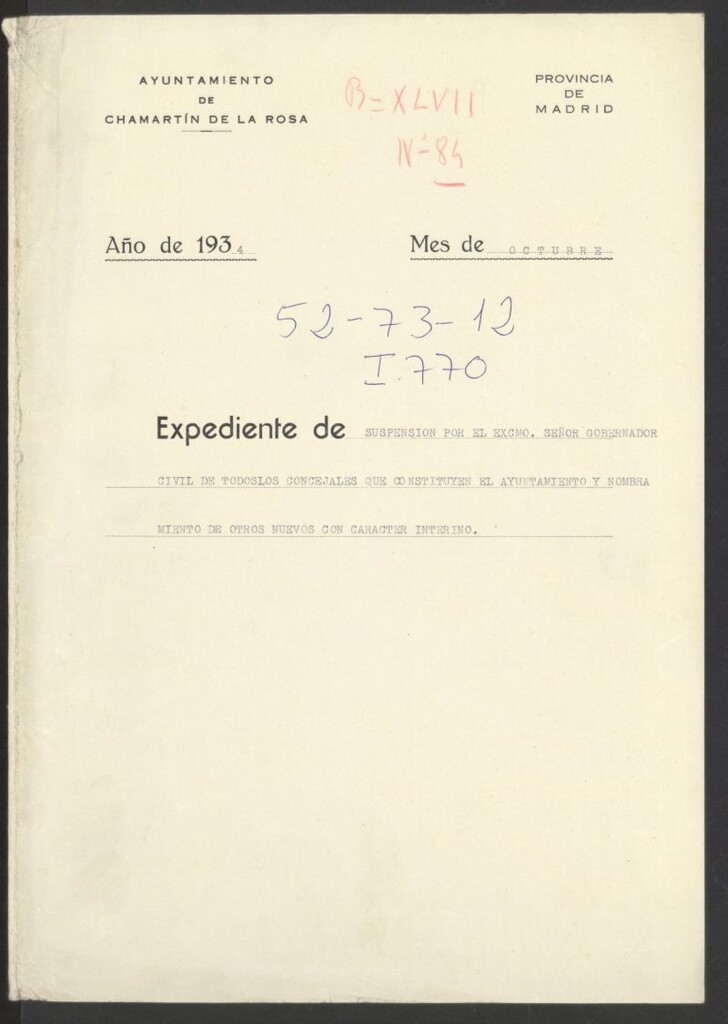 AYUNTAMIENTO
DE
CHAMARTÍN DE LA ROSA
PROVINCIA
DE
MADRID
B=XLVII
Nº-84
Año de 1934
Mes de OCTUBRE
52-73-12
I.770
Expediente de SUSPENSION POR EL EXCMO. SEÑOR GOBERNADOR
CIVIL DE TODOSLOS CONCEJALES QUE CONSTITUYEN EL AYUNTAMIENTO Y NOMBRA
MIENTO DE OTROS NUEVOS CON CARACTER INTERINO.